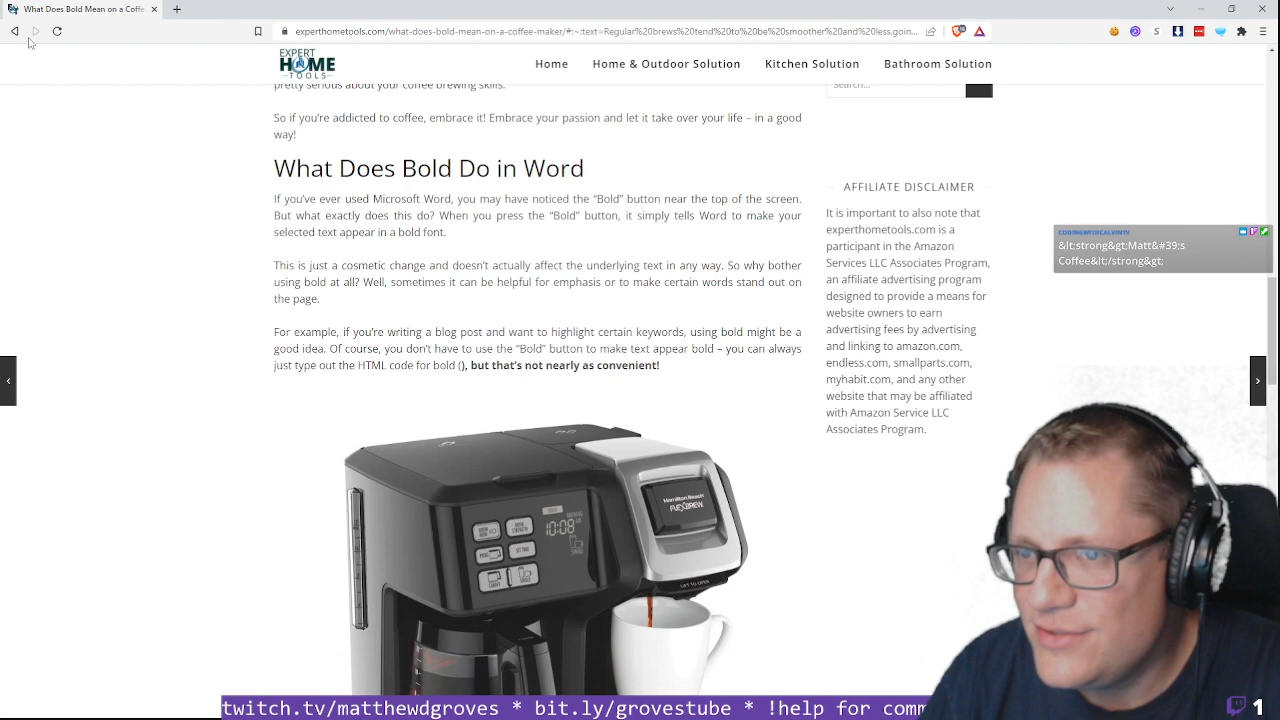 What Does Bold Mean on a Coffe
experthometools.com/what-does-bold-mean-on-a-coffee-maker/#:~:text=Regular%20brews%20tend%20to%20be%20smoother%20and%20less.goin...
EXPERT
HOME
TOOLS
Home
Home & Outdoor Solution
Kitchen Solution
Bathroom Solution
pretty serious about your coffee brewing skills.
So if you’re addicted to coffee, embrace it! Embrace your passion and let it take over your life – in a good
way!
What Does Bold Do in Word
If you’ve ever used Microsoft Word, you may have noticed the “Bold” button near the top of the screen.
But what exactly does this do? When you press the “Bold” button, it simply tells Word to make your
selected text appear in a bold font.
This is just a cosmetic change and doesn’t actually affect the underlying text in any way. So why bother
using bold at all? Well, sometimes it can be helpful for emphasis or to make certain words stand out on
the page.
For example, if you’re writing a blog post and want to highlight certain keywords, using bold might be a
good idea. Of course, you don’t have to use the “Bold” button to make text appear bold – you can always
just type out the HTML code for bold (), but that’s not nearly as convenient!
Search...
AFFILIATE DISCLAIMER
It is important to also note that
experthometools.com is a
participant in the Amazon
Services LLC Associates Program,
an affiliate advertising program
designed to provide a means for
website owners to earn
advertising fees by advertising
and linking to amazon.com,
endless.com, smallparts.com,
myhabit.com, and any other
website that may be affiliated
with Amazon Service LLC
Associates Program.
CODINGWITHCALVINTV
&lt;strong&gt;Matt&#39;s
Coffee&lt;/strong&gt;
Hamilton Beach
FLEXBREW
10:08
LIFT TO OPEN
twitch.tv/matthewdgroves * bit.ly/grovestube * !help for comm
1